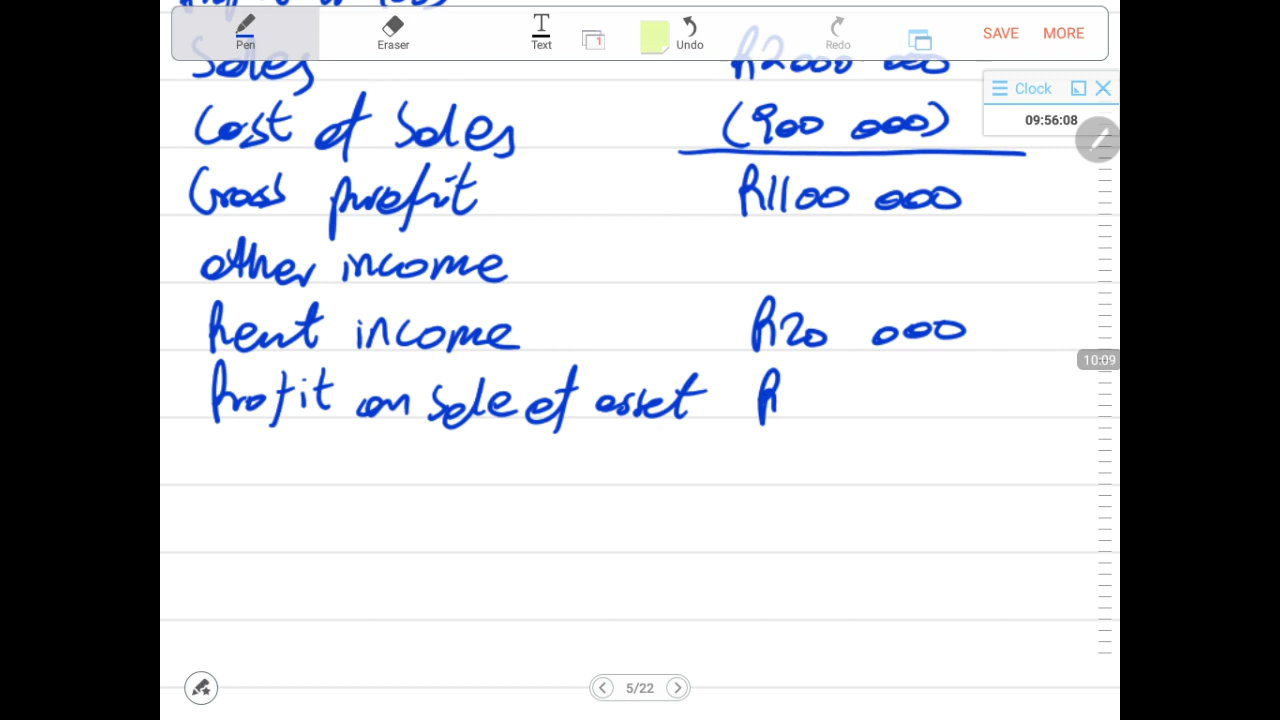 Pen Eraser Text 1 Undo Redo SAVE MORE
Sales R2000 000
Clock
Cost of Sales (900 000)
09:56:08
Gross profit R1100 000
other income
Rent income R20 000
10:09
Profit on sale of asset R
5/22